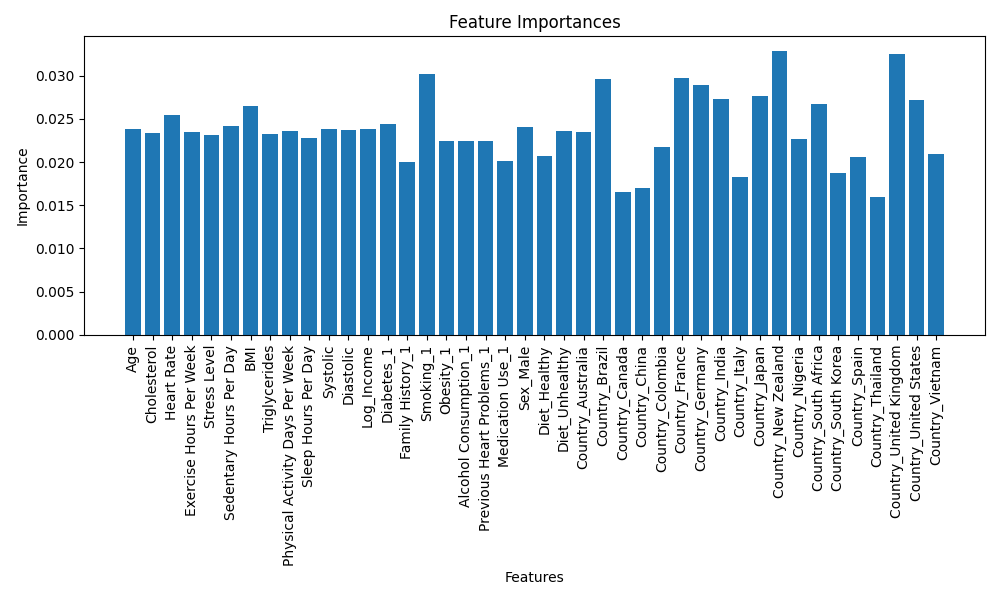 Feature Importances
Importance
0.030
0.025
0.020
0.015
0.010
0.005
0.000
Age
Cholesterol
Heart Rate
Exercise Hours Per Week
Stress Level
Sedentary Hours Per Day
BMI
Triglycerides
Physical Activity Days Per Week
Sleep Hours Per Day
Systolic
Diastolic
Log_Income
Diabetes_1
Family History_1
Smoking_1
Obesity_1
Alcohol Consumption_1
Previous Heart Problems_1
Medication Use_1
Sex_Male
Diet_Healthy
Diet_Unhealthy
Country_Australia
Country_Brazil
Country_Canada
Country_China
Country_Colombia
Country_France
Country_Germany
Country_India
Country_Italy
Country_Japan
Country_New Zealand
Country_Nigeria
Country_South Africa
Country_South Korea
Country_Spain
Country_Thailand
Country_United Kingdom
Country_United States
Country_Vietnam
Features